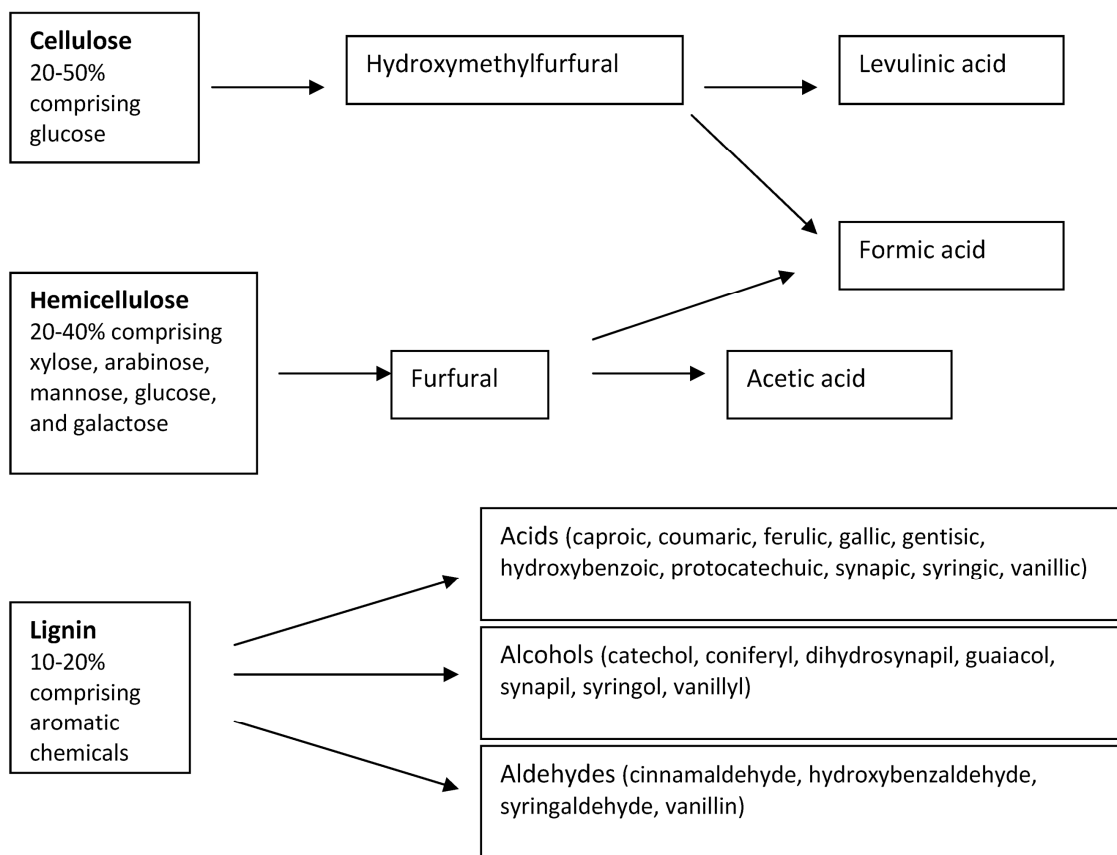 Cellulose
20-50%
comprising
glucose
Hydroxymethylfurfural
Levulinic acid
Formic acid
Hemicellulose
20-40% comprising
xylose, arabinose,
mannose, glucose,
and galactose
Furfural
Acetic acid
Lignin
10-20%
comprising
aromatic
chemicals
Acids (caproic, coumaric, ferulic, gallic, gentisic,
hydroxybenzoic, protocatechuic, synapic, syringic, vanillic)
Alcohols (catechol, coniferyl, dihydrosynapil, guaiacol,
synapil, syringol, vanillyl)
Aldehydes (cinnamaldehyde, hydroxybenzaldehyde,
syringaldehyde, vanillin)